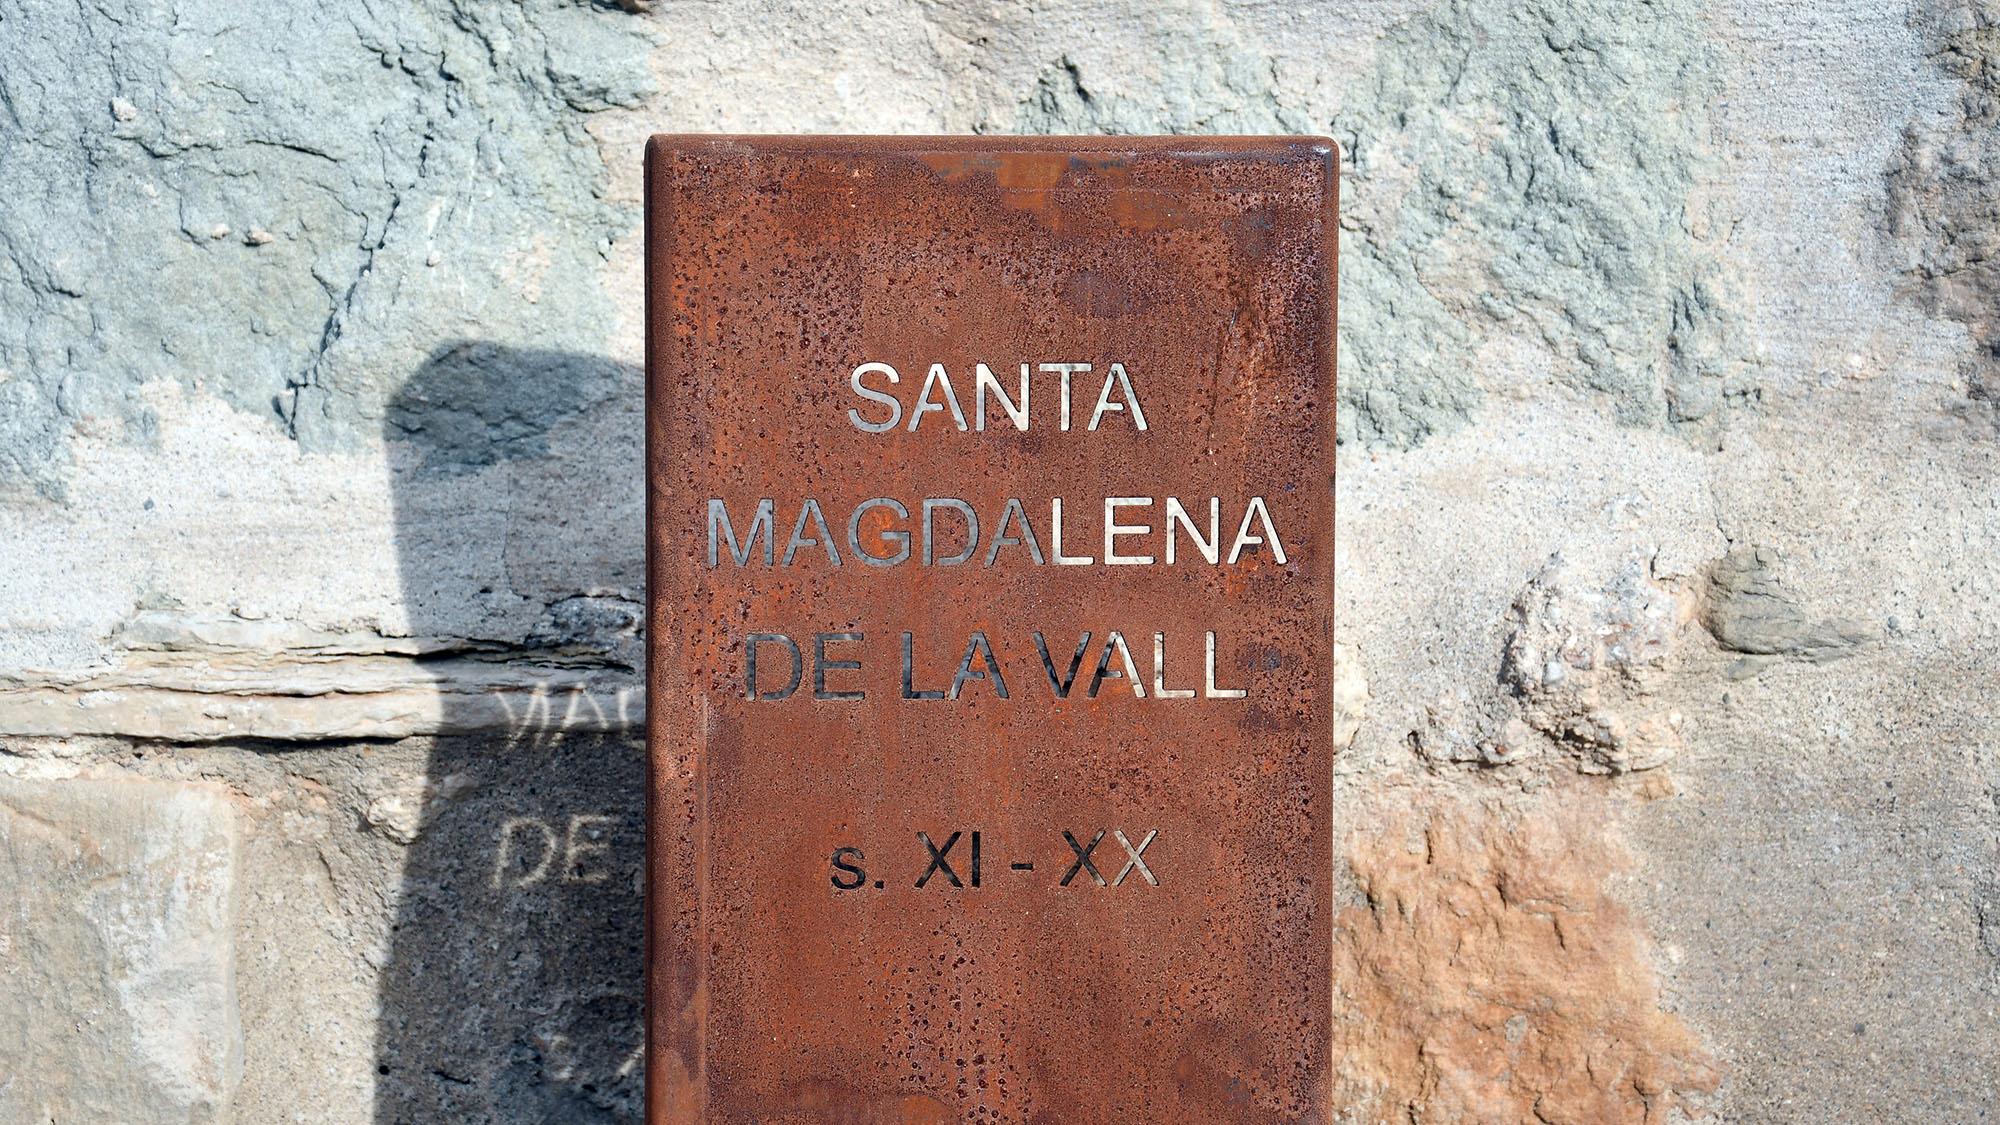 SANTA
MAGDALENA
DE LA VALL
s. XI - XX